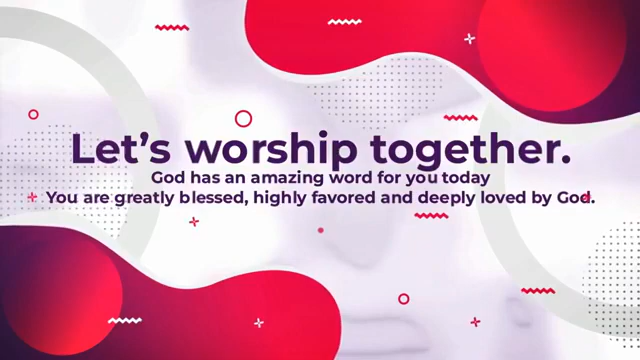 Let’s worship together.
God has an amazing word for you today
You are greatly blessed, highly favored and deeply loved by God.